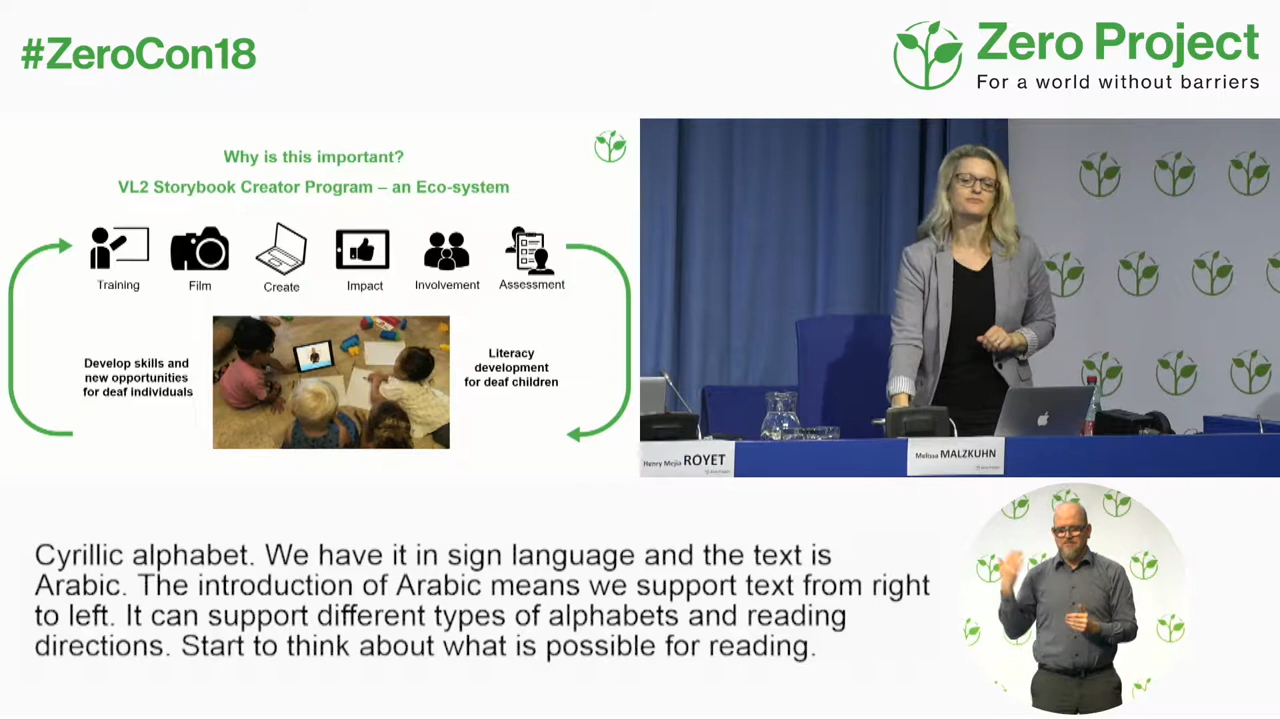 #ZeroCon18
Zero Project
For a world without barriers
Why is this important?
VL2 Storybook Creator Program – an Eco-system
Training
Film
Create
Impact
Involvement
Assessment
Develop skills and
new opportunities
for deaf individuals
Literacy
development
for deaf children
Henry Mejia ROYET
Melissa MALZKUHN
Cyrillic alphabet. We have it in sign language and the text is
Arabic. The introduction of Arabic means we support text from right
to left. It can support different types of alphabets and reading
directions. Start to think about what is possible for reading.